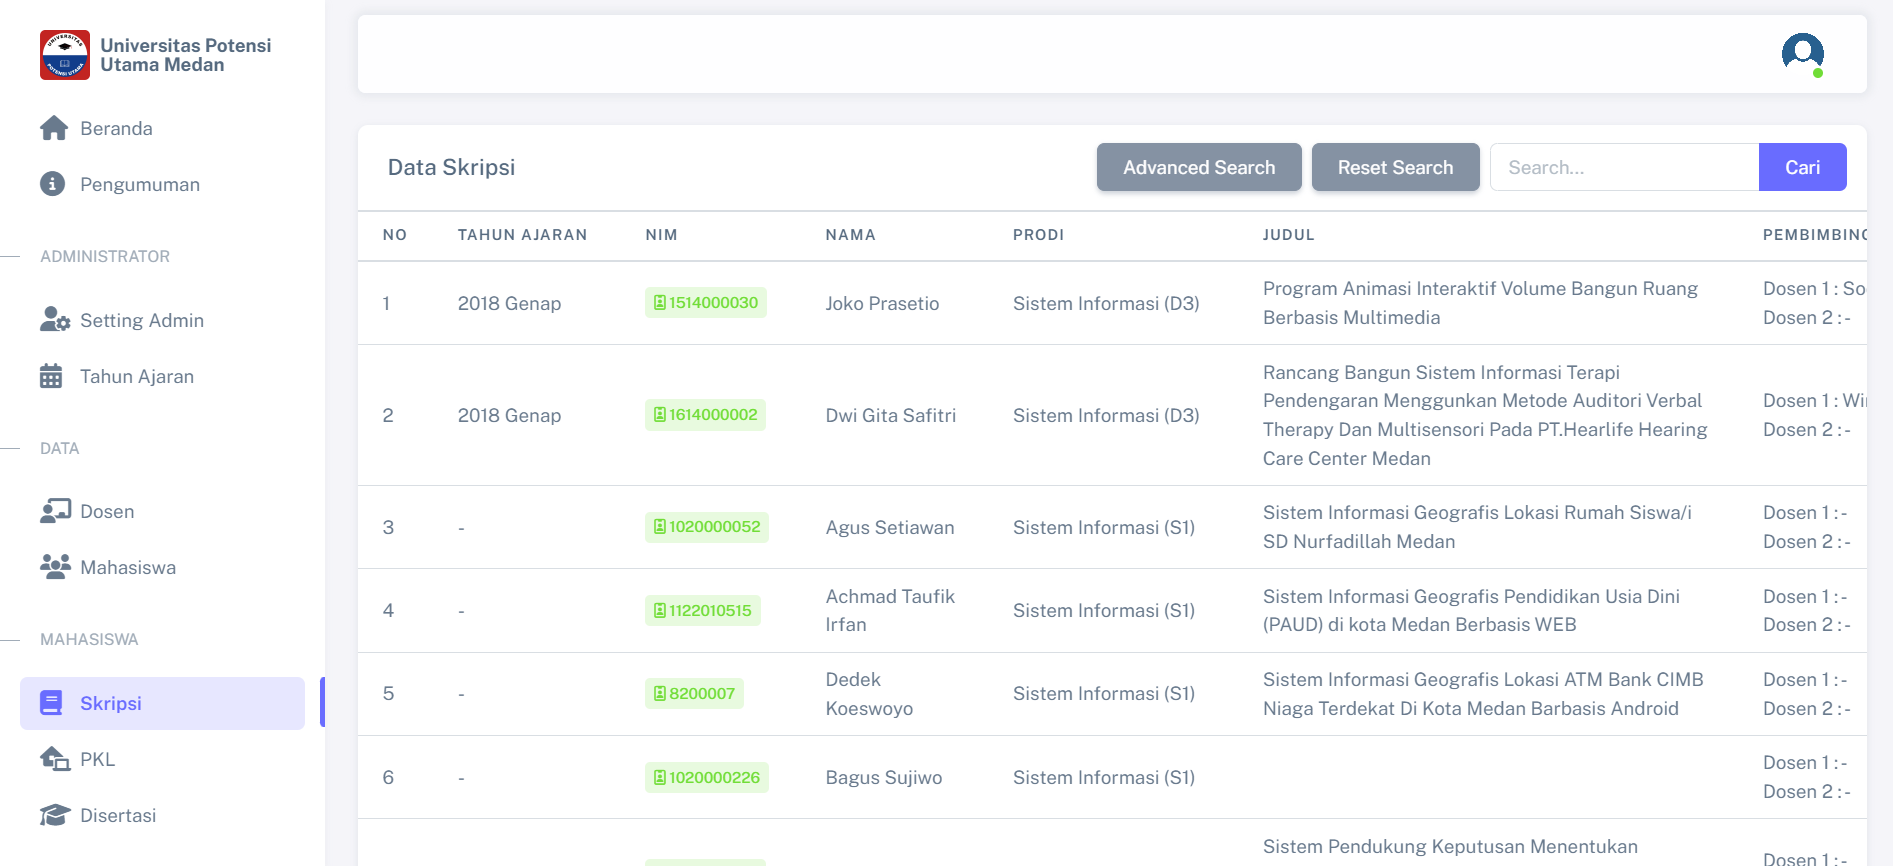 Universitas Potensi
Utama Medan
Beranda
Pengumuman
ADMINISTRATOR
Setting Admin
Tahun Ajaran
DATA
Dosen
Mahasiswa
MAHASISWA
Skripsi
PKL
Disertasi
Data Skripsi
Advanced Search
Reset Search
Search...
Cari
NO TAHUN AJARAN NIM NAMA PRODI JUDUL PEMBIMBING
1 2018 Genap 1514000030 Joko Prasetio Sistem Informasi (D3)
Program Animasi Interaktif Volume Bangun Ruang
Berbasis Multimedia
Dosen 1 : So
Dosen 2 : -
2 2018 Genap 1614000002 Dwi Gita Safitri Sistem Informasi (D3)
Rancang Bangun Sistem Informasi Terapi
Pendengaran Menggunkan Metode Auditori Verbal
Therapy Dan Multisensori Pada PT.Hearlife Hearing
Care Center Medan
Dosen 1 : Wi
Dosen 2 : -
3 - 1020000052 Agus Setiawan Sistem Informasi (S1)
Sistem Informasi Geografis Lokasi Rumah Siswa/i
SD Nurfadillah Medan
Dosen 1 : -
Dosen 2 : -
4 - 1122010515
Achmad Taufik
Irfan
Sistem Informasi (S1)
Sistem Informasi Geografis Pendidikan Usia Dini
(PAUD) di kota Medan Berbasis WEB
Dosen 1 : -
Dosen 2 : -
5 - 8200007
Dedek
Koeswoyo
Sistem Informasi (S1)
Sistem Informasi Geografis Lokasi ATM Bank CIMB
Niaga Terdekat Di Kota Medan Barbasis Android
Dosen 1 : -
Dosen 2 : -
6 - 1020000226 Bagus Sujiwo Sistem Informasi (S1)
Dosen 1 : -
Dosen 2 : -
Sistem Pendukung Keputusan Menentukan
Dosen 1 : -